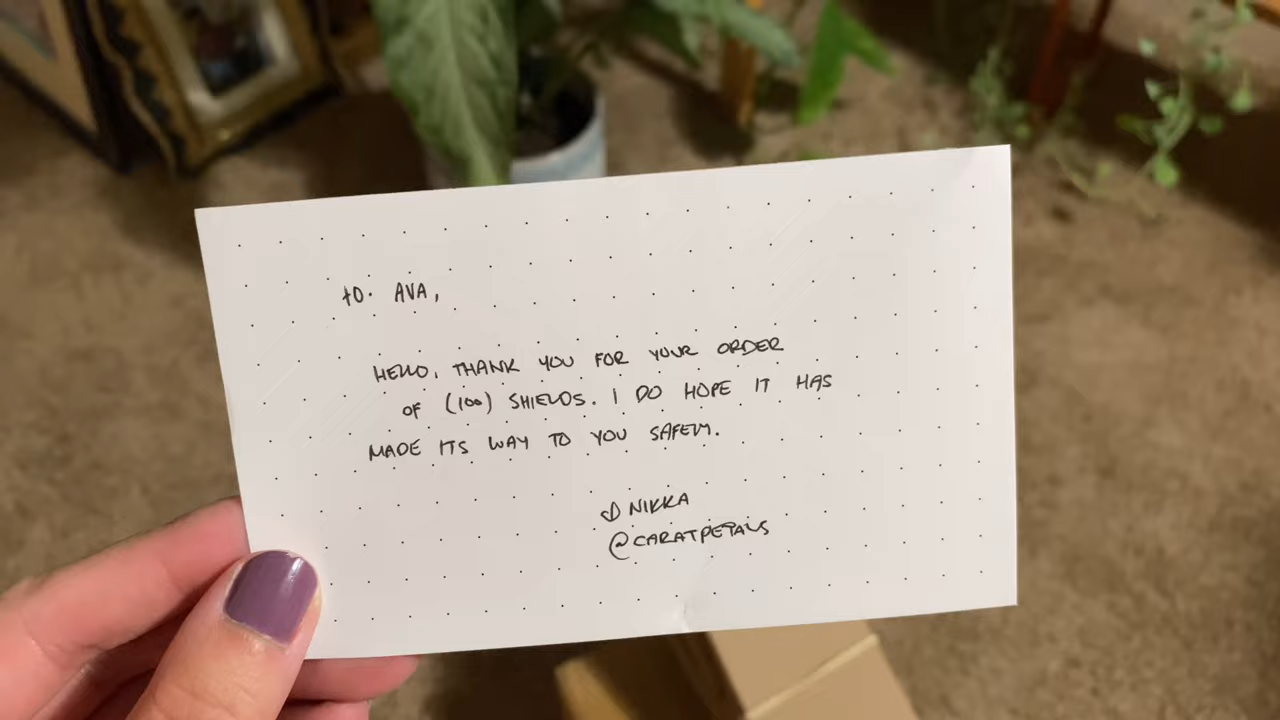 to. AVA,
HELLO, THANK YOU FOR YOUR ORDER
OF (100) SHIELDS. I DO HOPE IT HAS
MADE ITS WAY TO YOU SAFELY.
♡ NIKKA
@CARATPETALS